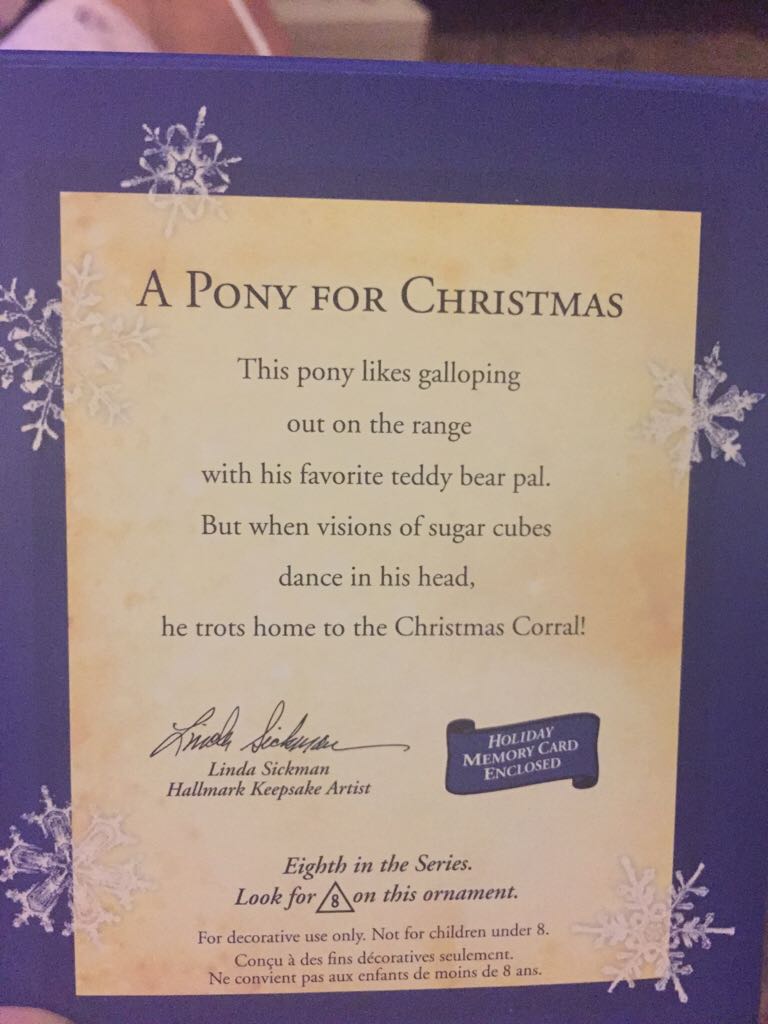 A PONY FOR CHRISTMAS
This pony likes galloping
out on the range
with his favorite teddy bear pal.
But when visions of sugar cubes
dance in his head,
he trots home to the Christmas Corral!
Linda Sickman
Linda Sickman
Hallmark Keepsake Artist
HOLIDAY
MEMORY CARD
ENCLOSED
Eighth in the Series.
Look for 8 on this ornament.
For decorative use only. Not for children under 8.
Conçu à des fins décoratives seulement.
Ne convient pas aux enfants de moins de 8 ans.